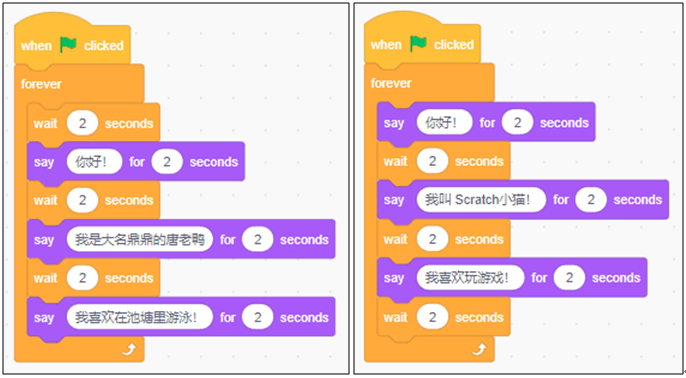 when clicked
forever
wait 2 seconds
say 你好! for 2 seconds
wait 2 seconds
say 我是大名鼎鼎的唐老鸭 for 2 seconds
wait 2 seconds
say 我喜欢在池塘里游泳! for 2 seconds
when clicked
forever
say 你好! for 2 seconds
wait 2 seconds
say 我叫 Scratch小猫! for 2 seconds
wait 2 seconds
say 我喜欢玩游戏! for 2 seconds
wait 2 seconds